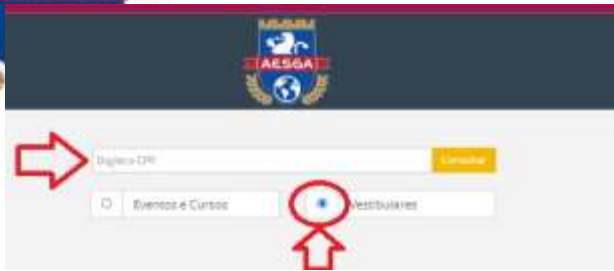 AESGA
Digite o CPF
Consultar
Eventos e Cursos
Vestibulares